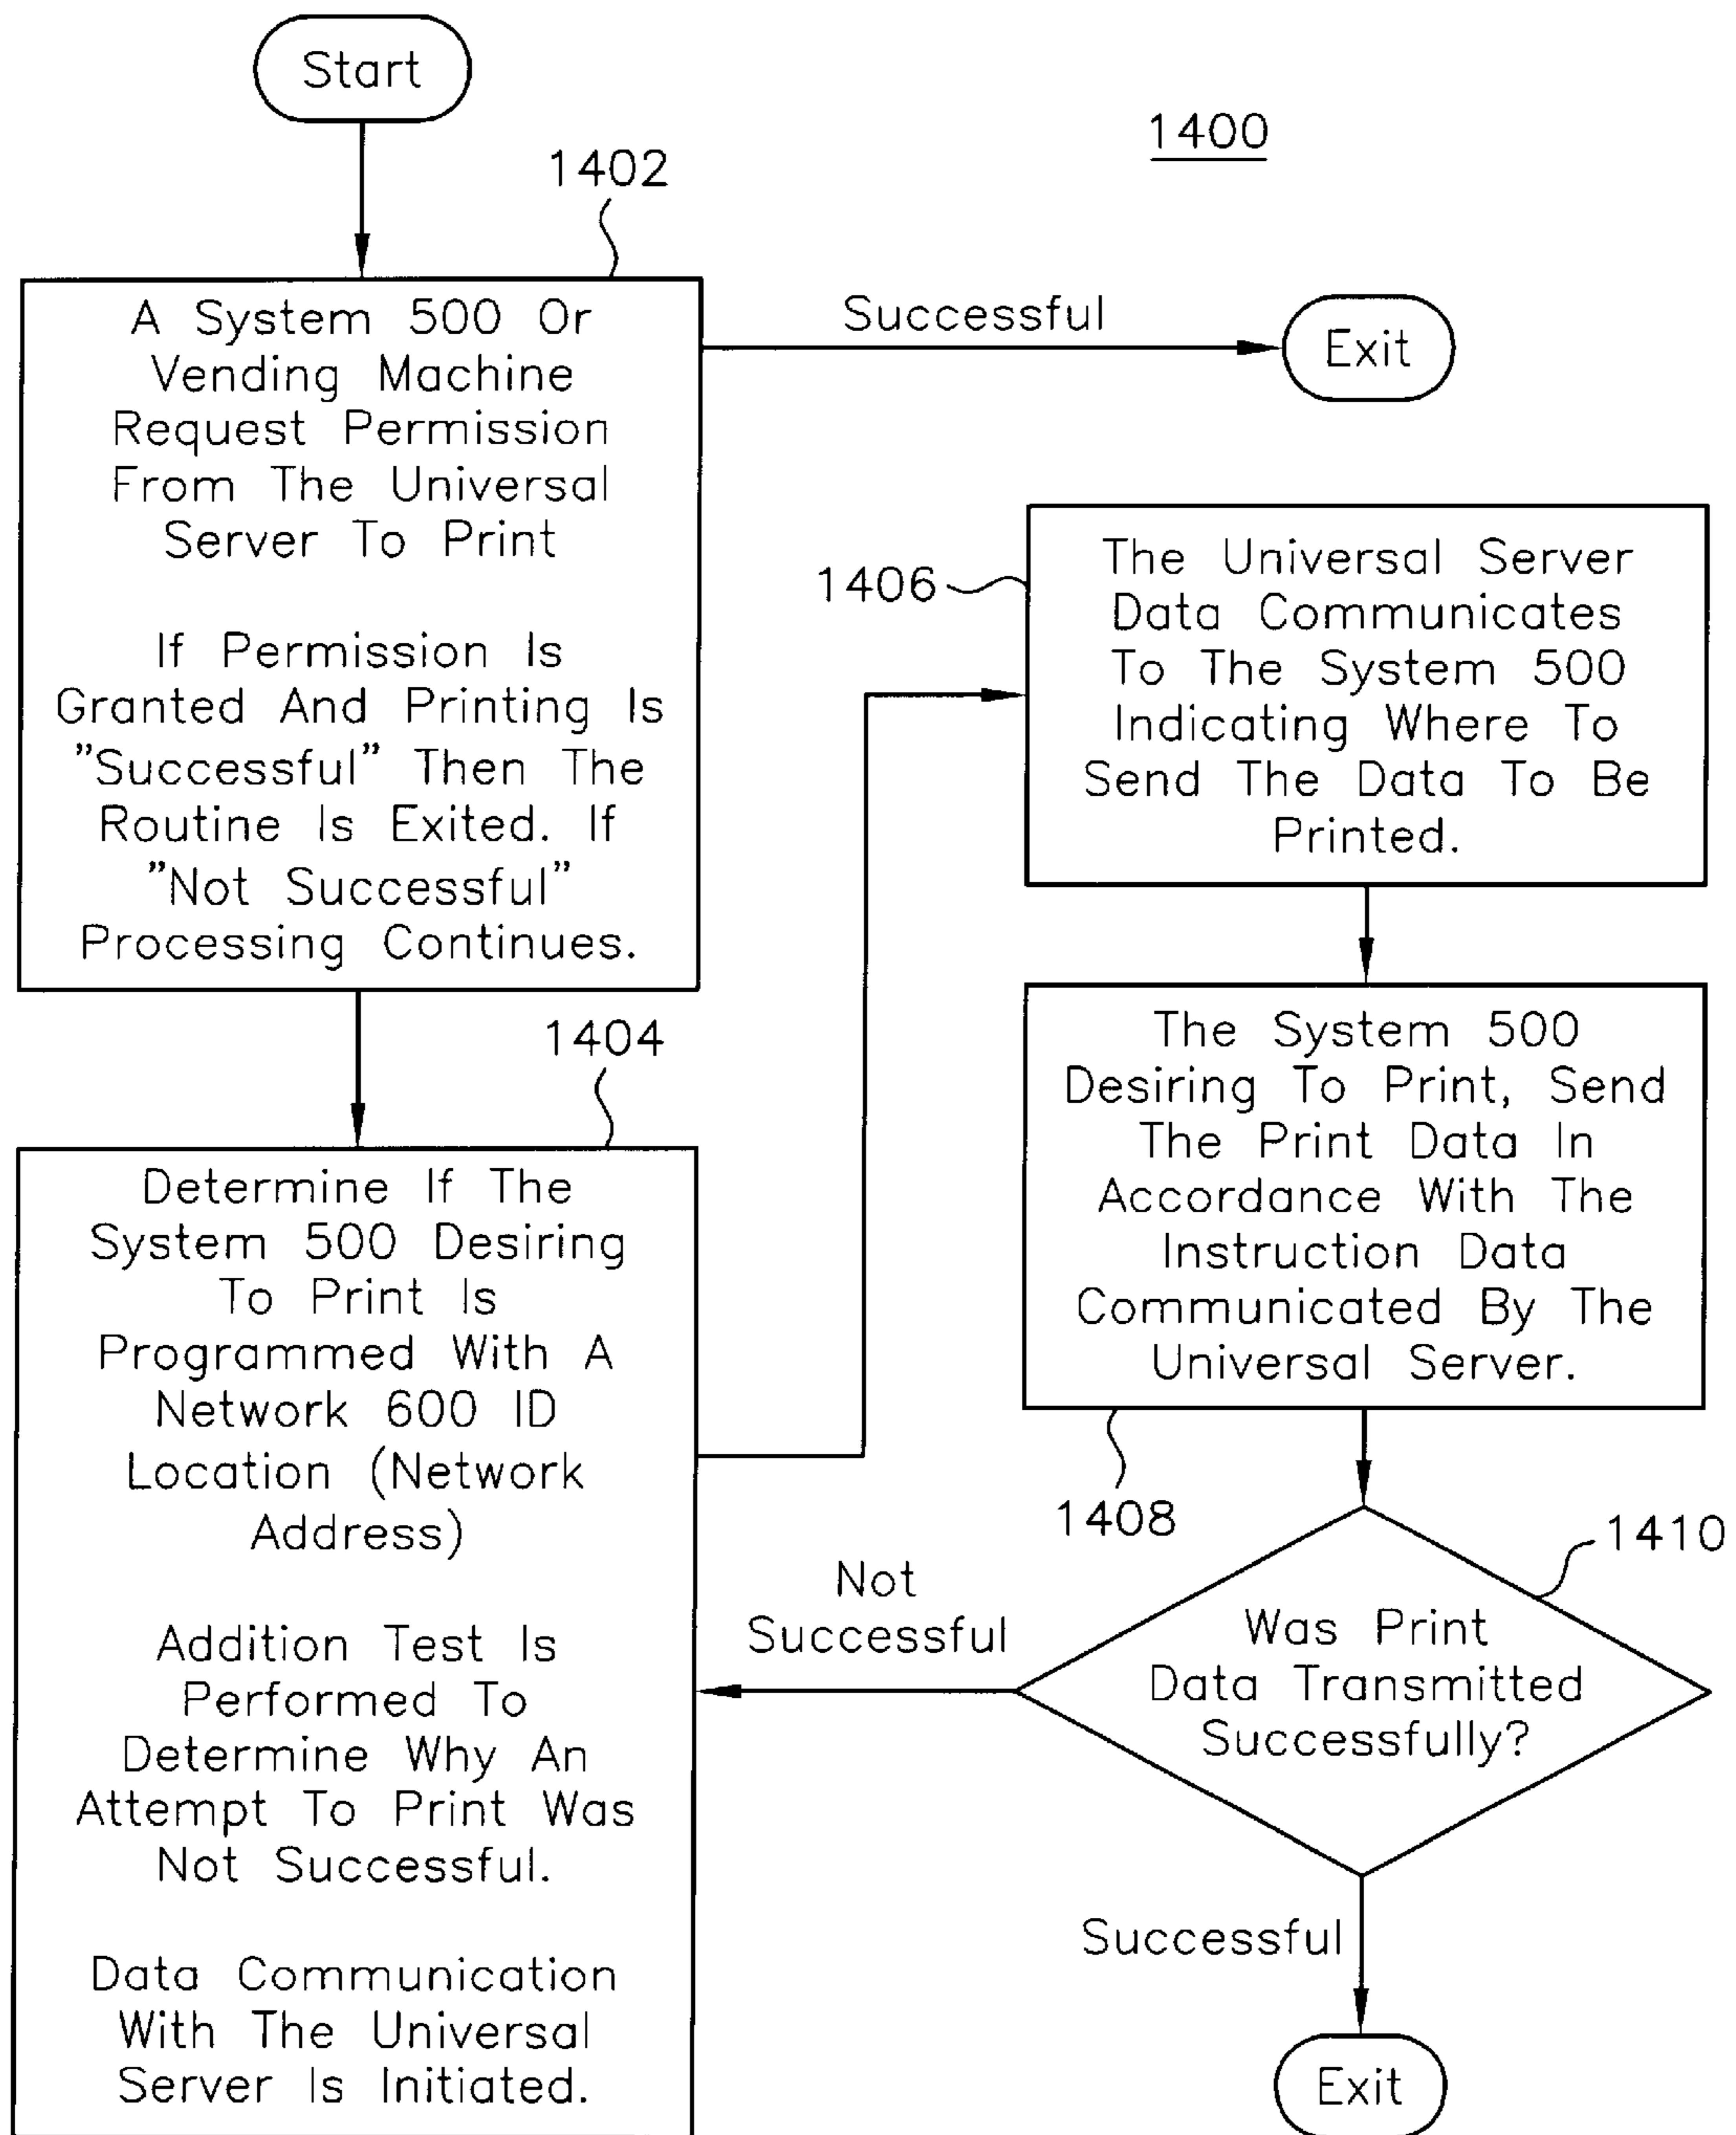 Start
1400
1402
A System 500 Or
Vending Machine
Request Permission
From The Universal
Server To Print
If Permission Is
Granted And Printing Is
"Successful" Then The
Routine Is Exited. If
"Not Successful"
Processing Continues.
Successful
Exit
1404
Determine If The
System 500 Desiring
To Print Is
Programmed With A
Network 600 ID
Location (Network
Address)
Addition Test Is
Performed To
Determine Why An
Attempt To Print Was
Not Successful.
Data Communication
With The Universal
Server Is Initiated.
1406
The Universal Server
Data Communicates
To The System 500
Indicating Where To
Send The Data To Be
Printed.
The System 500
Desiring To Print, Send
The Print Data In
Accordance With The
Instruction Data
Communicated By The
Universal Server.
1408
1410
Was Print
Data Transmitted
Successfully?
Not
Successful
Successful
Exit